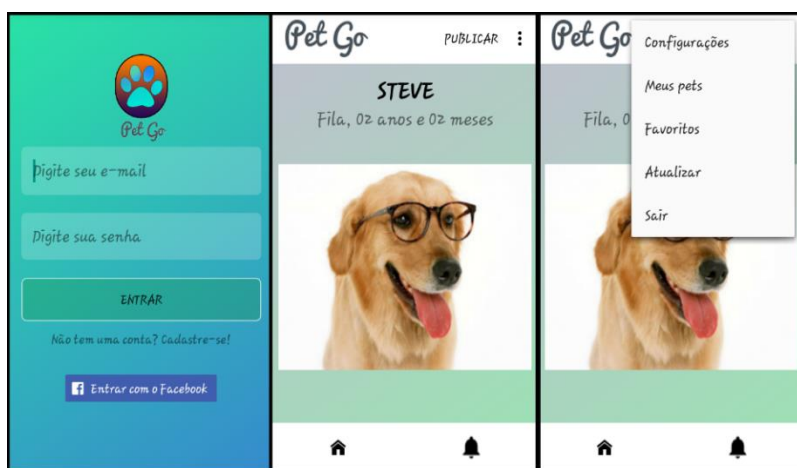 Pet Go
Digite seu e-mail
Digite sua senha
ENTRAR
Não tem uma conta? Cadastre-se!
Entrar com o Facebook
Pet Go
PUBLICAR
STEVE
Fila, 02 anos e 02 meses
Pet Go
Fila, 0
Configurações
Meus pets
Favoritos
Atualizar
Sair